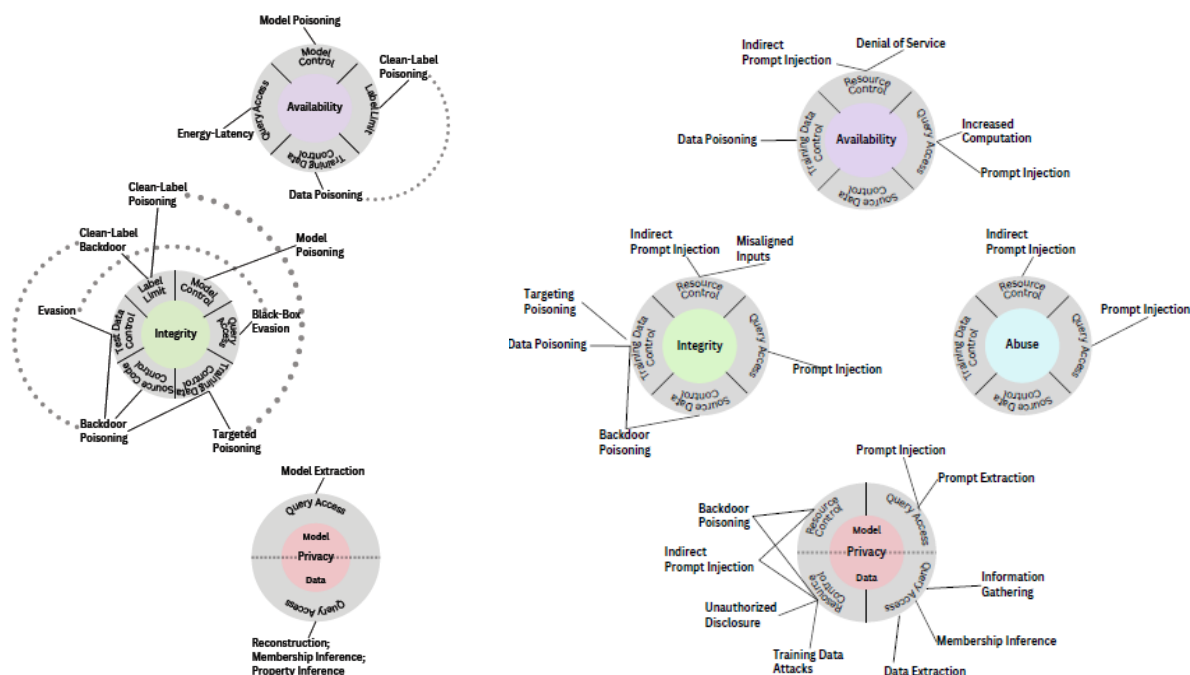 Model Poisoning
Model
Control
Clean-Label
Poisoning
Query Access
Availability
Label Limit
Energy-Latency
Training Data
Control
Data Poisoning
Clean-Label
Poisoning
Clean-Label
Backdoor
Model
Poisoning
Label
Limit
Model
Control
Evasion
Test Data
Control
Integrity
Query
Access
Black-Box
Evasion
Source Code
Control
Training Data
Control
Backdoor
Poisoning
Targeted
Poisoning
Model Extraction
Query Access
Model
Privacy
Data
Query Access
Reconstruction;
Membership Inference;
Property Inference
Indirect
Prompt Injection
Denial of Service
Resource
Control
Data Poisoning
Training Data
Control
Availability
Query Access
Increased
Computation
Prompt Injection
Source Data
Control
Indirect
Prompt Injection
Misaligned
Inputs
Resource
Control
Targeting
Poisoning
Data Poisoning
Training Data
Control
Integrity
Query Access
Prompt Injection
Source Data
Control
Backdoor
Poisoning
Indirect
Prompt Injection
Resource
Control
Training Data
Control
Abuse
Query Access
Prompt Injection
Source Data
Control
Prompt Injection
Prompt Extraction
Backdoor
Poisoning
Resource
Control
Query Access
Model
Privacy
Data
Indirect
Prompt Injection
Resource
Control
Query Access
Information
Gathering
Unauthorized
Disclosure
Membership Inference
Training Data
Attacks
Data Extraction